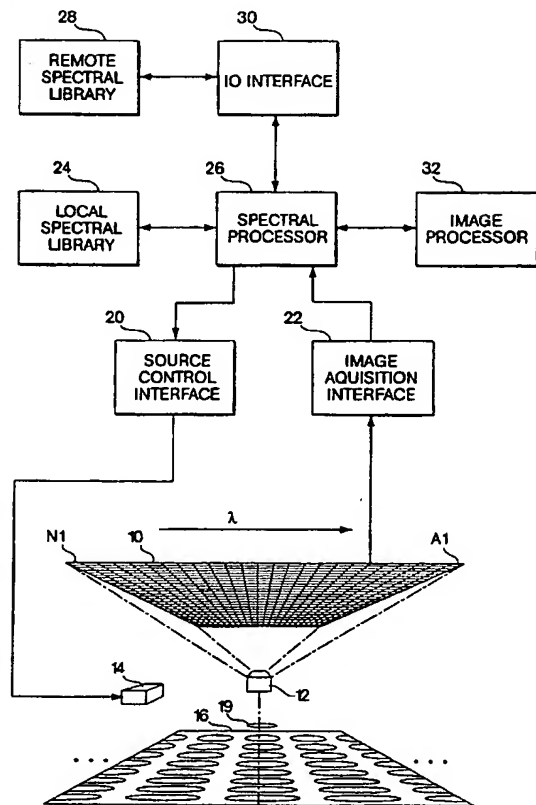 28
30
REMOTE
SPECTRAL
LIBRARY
IO INTERFACE
24
26
32
LOCAL
SPECTRAL
LIBRARY
SPECTRAL
PROCESSOR
IMAGE
PROCESSOR
20
22
SOURCE
CONTROL
INTERFACE
IMAGE
AQUISITION
INTERFACE
λ
N1
10
A1
14
12
19
16
. . .
. . .